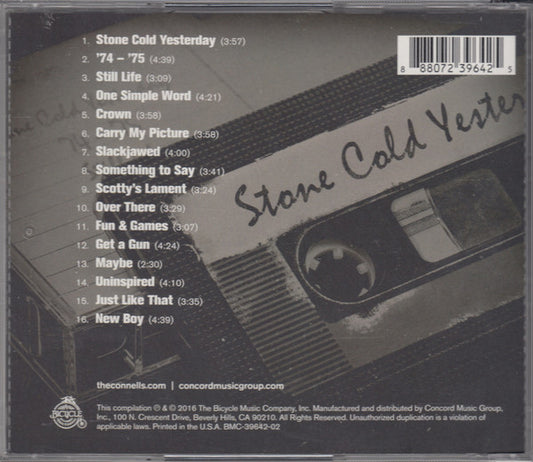 1. Stone Cold Yesterday (3:57)
2. '74 – '75 (4:39)
3. Still Life (3:09)
4. One Simple Word (4:21)
5. Crown (3:58)
6. Carry My Picture (3:58)
7. Slackjawed (4:00)
8. Something to Say (3:41)
9. Scotty's Lament (3:24)
10. Over There (3:29)
11. Fun & Games (3:07)
12. Get a Gun (4:24)
13. Maybe (2:30)
14. Uninspired (4:10)
15. Just Like That (3:35)
16. New Boy (4:39)
8 88072 39642 5
Stone Cold Yester
theconnells.com | concordmusicgroup.com
BICYCLE
This compilation ℗ & © 2016 The Bicycle Music Company, Inc. Manufactured and distributed by Concord Music Group,
Inc., 100 N. Crescent Drive, Beverly Hills, CA 90210. All Rights Reserved. Unauthorized duplication is a violation of
applicable laws. Printed in the U.S.A. BMC-39642-02